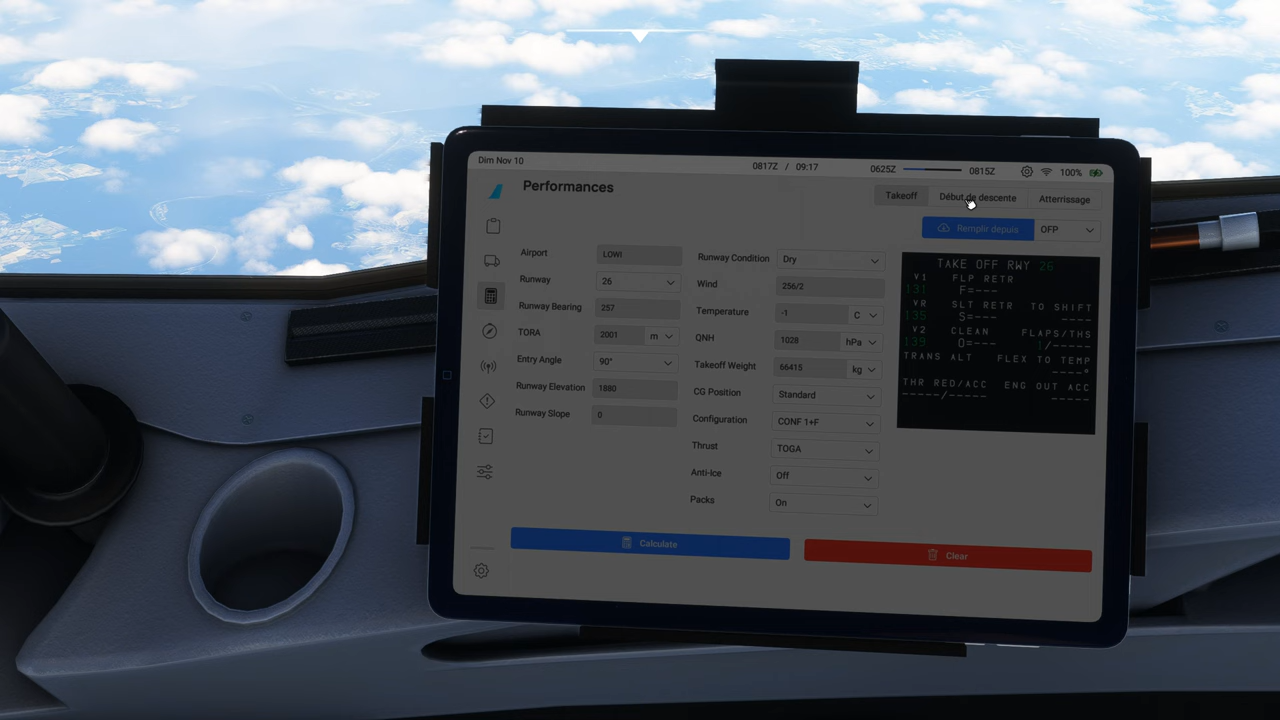 Dim Nov 10
0817Z / 09:17
0625Z 0815Z 100%
Performances
Takeoff Début de descente Atterrissage
Remplir depuis OFP
Airport LOWI
Runway 26
Runway Bearing 257
TORA 2001 m
Entry Angle 90°
Runway Elevation 1880
Runway Slope 0
Runway Condition Dry
Wind 256/2
Temperature -1 C
QNH 1028 hPa
Takeoff Weight 66415 kg
CG Position Standard
Configuration CONF 1+F
Thrust TOGA
Anti-Ice Off
Packs On
TAKE OFF RWY 26
V1 FLP RETR
131 F=---
VR SLT RETR TO SHIFT
135 S=--- ----
V2 CLEAN FLAPS/THS
139 O=--- 1/-----
TRANS ALT FLEX TO TEMP
----°
THR RED/ACC ENG OUT ACC
-----/----- -----
Calculate
Clear